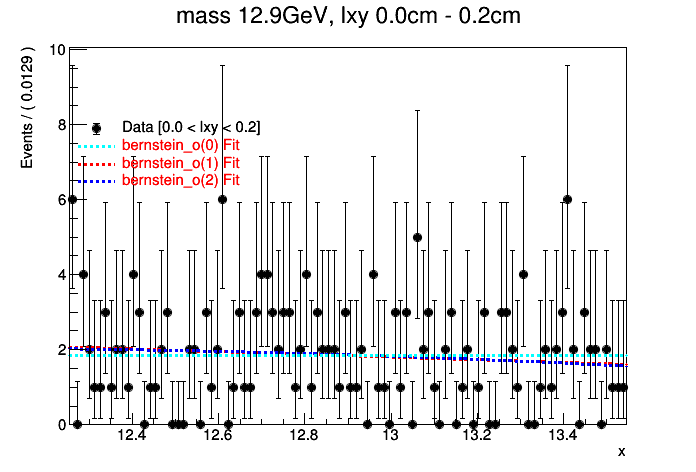 mass 12.9GeV, lxy 0.0cm - 0.2cm
Events / ( 0.0129 )
10
8
6
4
2
0
Data [0.0 < lxy < 0.2]
bernstein_o(0) Fit
bernstein_o(1) Fit
bernstein_o(2) Fit
12.4 12.6 12.8 13 13.2 13.4
x